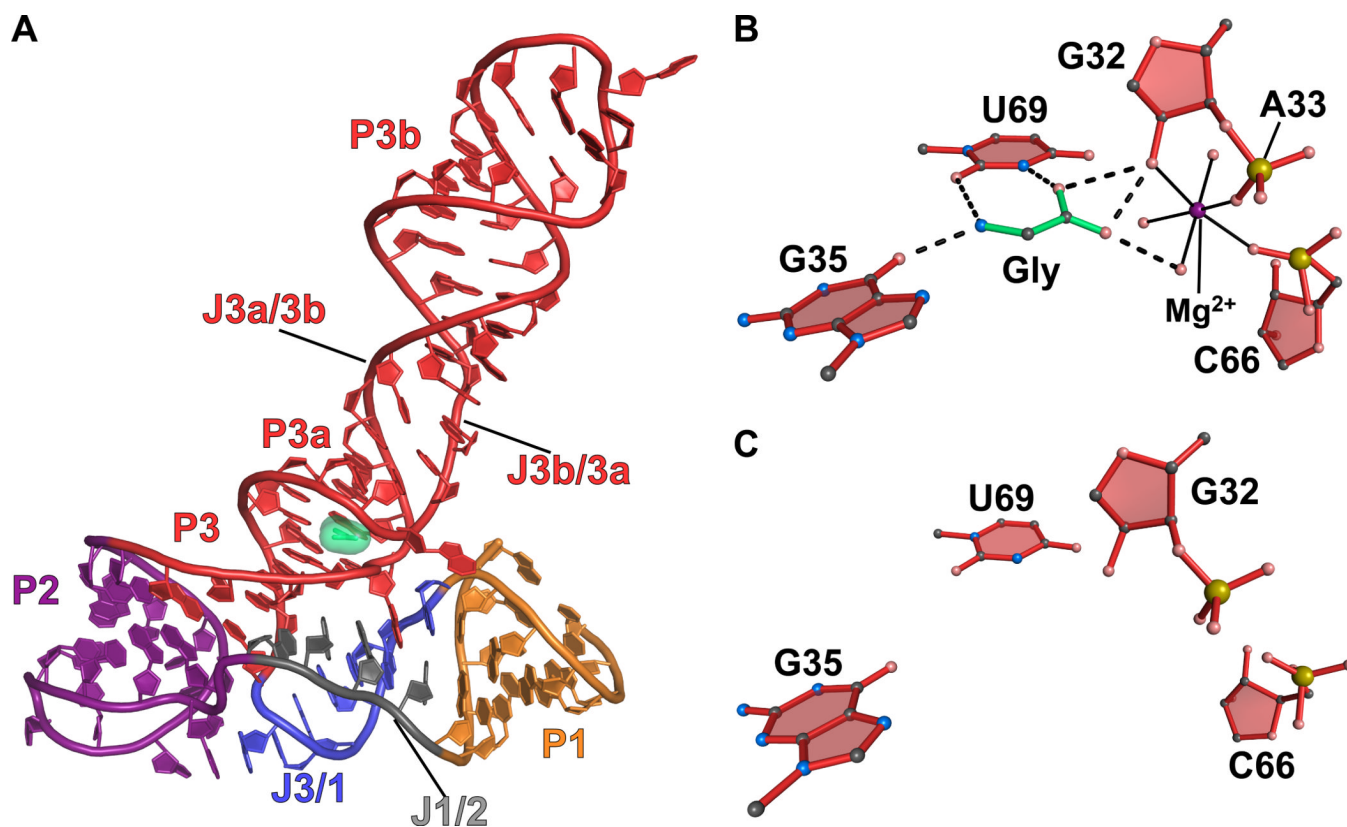 A
P3b
J3a/3b
P3a
J3b/3a
P3
P2
P1
J3/1
J1/2
B
G32
U69
A33
G35
Gly
Mg²⁺
C66
C
U69
G32
G35
C66